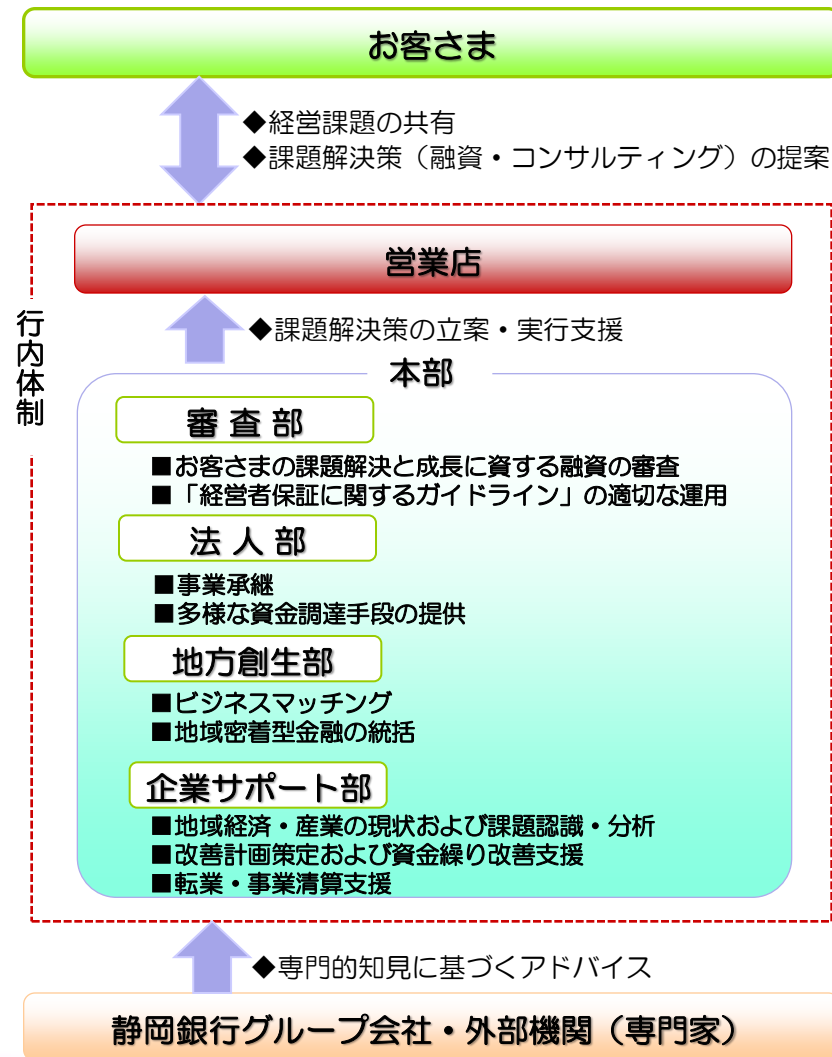 お客さま
◆経営課題の共有
◆課題解決策（融資・コンサルティング）の提案
行内体制
営業店
◆課題解決策の立案・実行支援
本部
審査部
■お客さまの課題解決と成長に資する融資の審査
■「経営者保証に関するガイドライン」の適切な運用
法人部
■事業承継
■多様な資金調達手段の提供
地方創生部
■ビジネスマッチング
■地域密着型金融の統括
企業サポート部
■地域経済・産業の現状および課題認識・分析
■改善計画策定および資金繰り改善支援
■転業・事業清算支援
◆専門的知見に基づくアドバイス
静岡銀行グループ会社・外部機関（専門家）